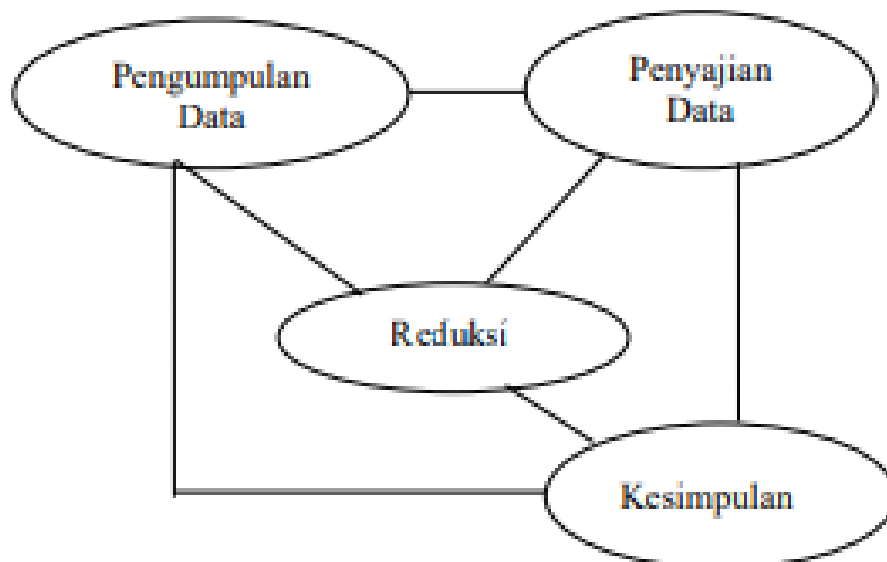 Pengumpulan
Data
Penyajian
Data
Reduksi
Kesimpulan